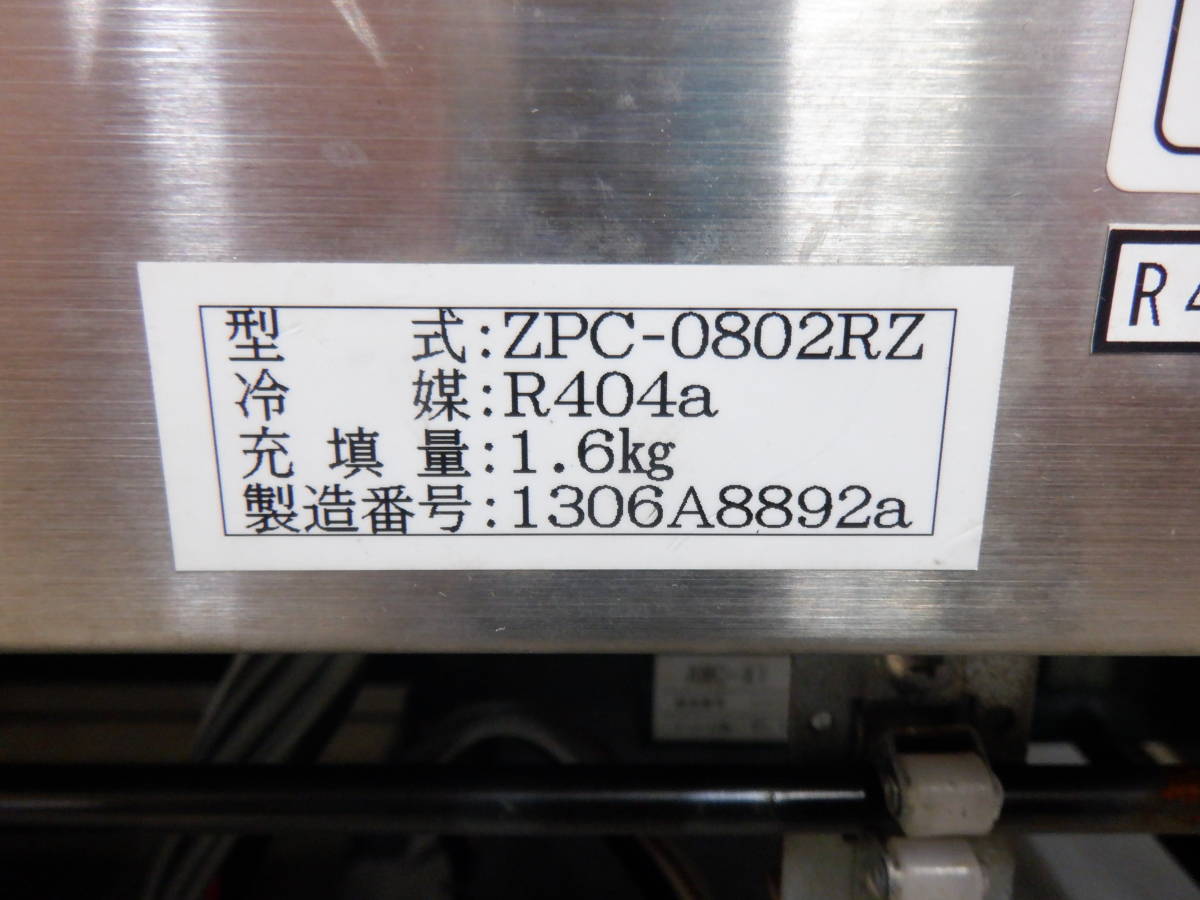 型 式:ZPC-0802RZ
冷 媒:R404a
充 填 量:1.6kg
製造番号:1306A8892a
R4